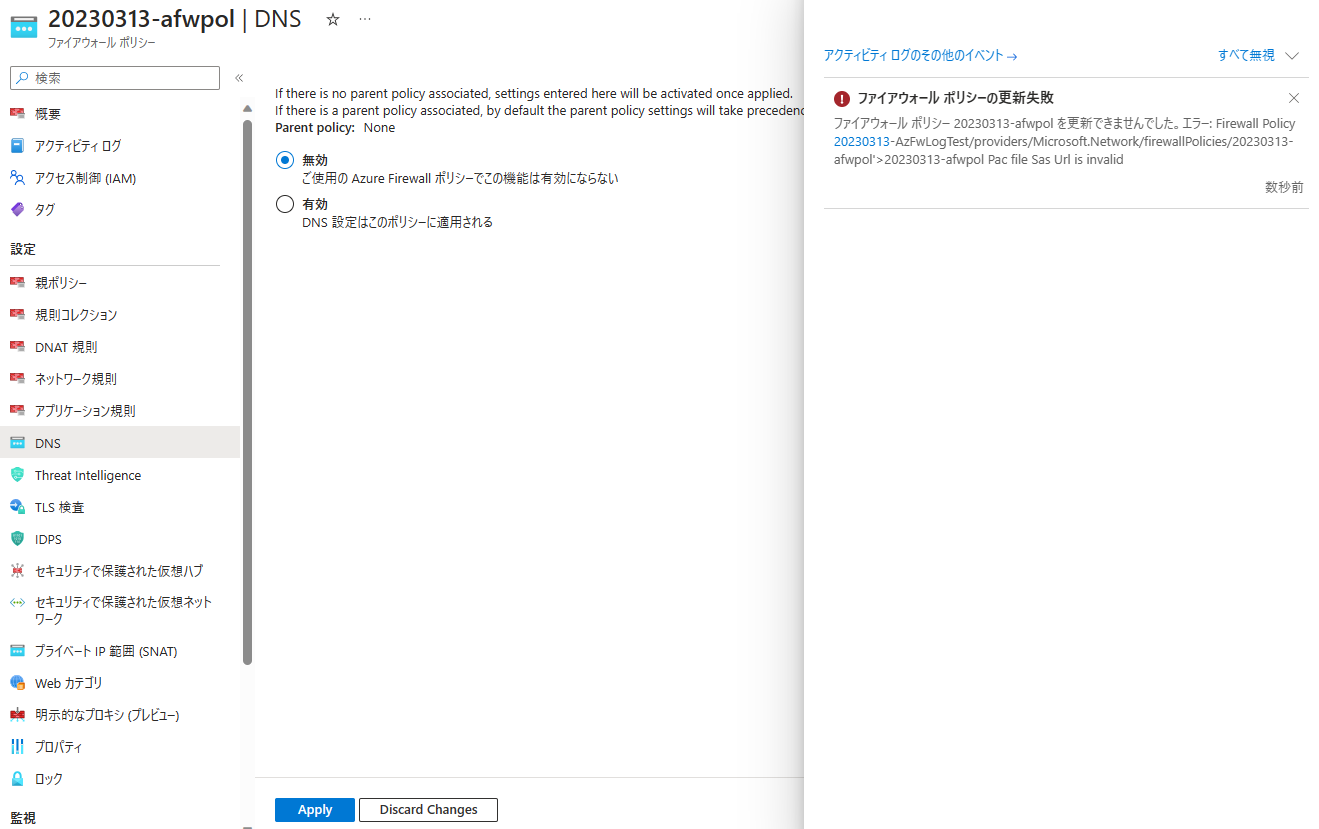 20230313-afwpol | DNS
ファイアウォール ポリシー
検索
概要
アクティビティ ログ
アクセス制御 (IAM)
タグ
設定
親ポリシー
規則コレクション
DNAT 規則
ネットワーク規則
アプリケーション規則
DNS
Threat Intelligence
TLS 検査
IDPS
セキュリティで保護された仮想ハブ
セキュリティで保護された仮想ネット
ワーク
プライベート IP 範囲 (SNAT)
Web カテゴリ
明示的なプロキシ (プレビュー)
プロパティ
ロック
監視
If there is no parent policy associated, settings entered here will be activated once applied.
If there is a parent policy associated, by default the parent policy settings will take precedenc
Parent policy: None
無効
ご使用の Azure Firewall ポリシーでこの機能は有効にならない
有効
DNS 設定はこのポリシーに適用される
Apply
Discard Changes
アクティビティ ログのその他のイベント →
すべて無視
ファイアウォール ポリシーの更新失敗
ファイアウォール ポリシー 20230313-afwpol を更新できませんでした。エラー: Firewall Policy
20230313-AzFwLogTest/providers/Microsoft.Network/firewallPolicies/20230313-
afwpol'>20230313-afwpol Pac file Sas Url is invalid
数秒前